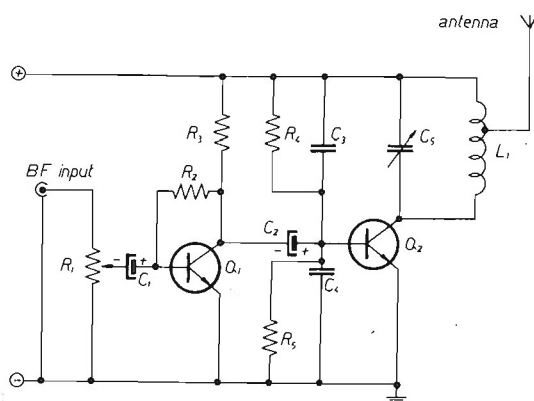 antenna
+
R3
R4
C3
C5
L1
R2
BF input
C2
Q2
R1
- +
- +
C1
Q1
C4
R5
-